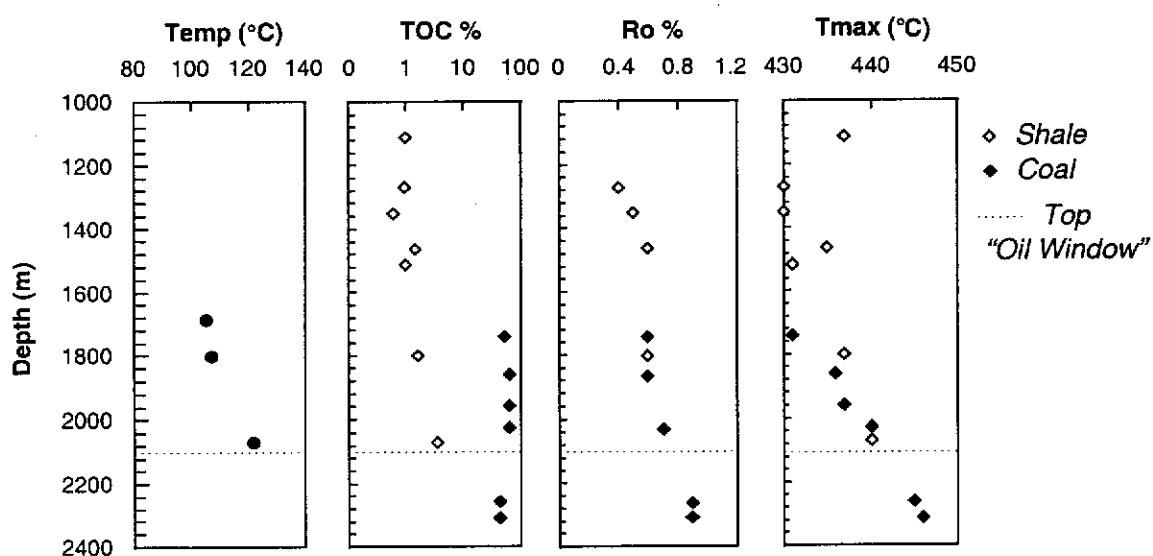 Temp (°C) TOC % Ro % Tmax (°C)
80 100 120 140 0 1 10 100 0 0.4 0.8 1.2 430 440 450
1000
1200
1400
1600
1800
2000
2200
2400
Depth (m)
Shale
Coal
Top
“Oil Window”